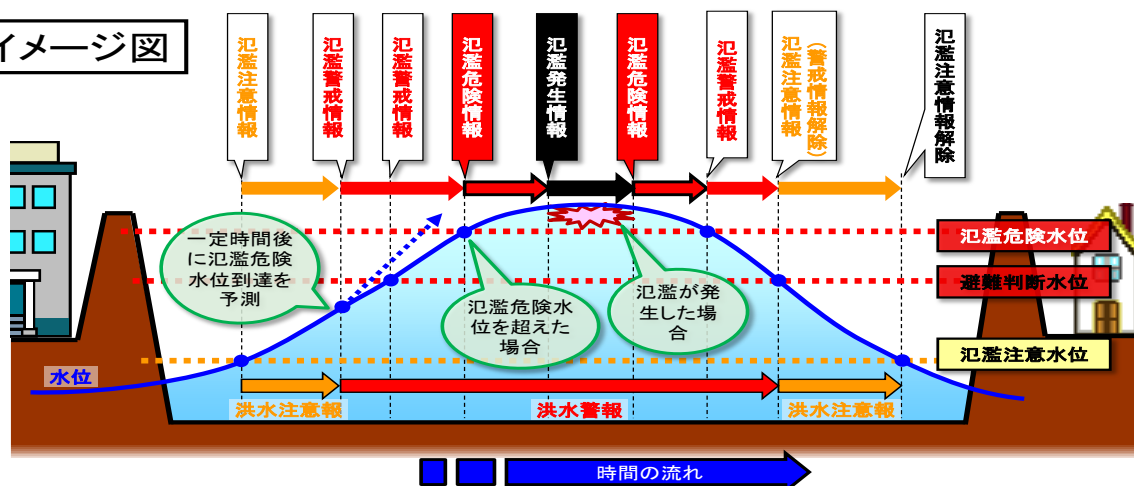 イメージ図
氾濫注意情報
氾濫警戒情報
氾濫警戒情報
氾濫危険情報
氾濫発生情報
氾濫危険情報
氾濫警戒情報
(警戒情報解除)
氾濫注意情報
氾濫注意情報解除
一定時間後
に氾濫危険
水位到達を
予測
氾濫危険水
位を超えた
場合
氾濫が発
生した場
合
氾濫危険水位
避難判断水位
氾濫注意水位
水位
洪水注意報
洪水警報
洪水注意報
時間の流れ